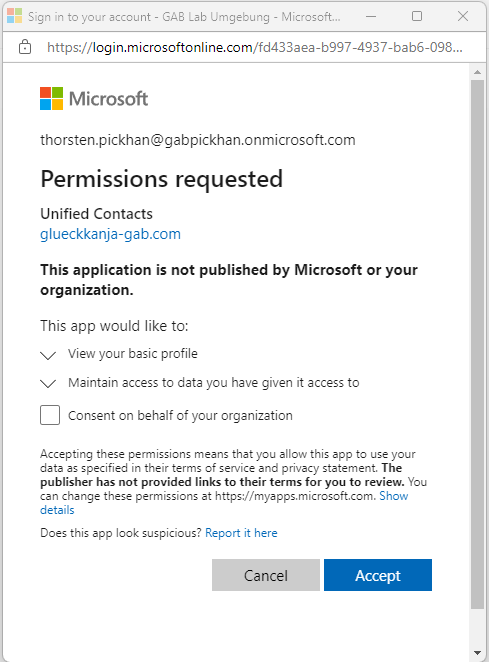 Sign in to your account - GAB Lab Umgebung - Microsoft...
https://login.microsoftonline.com/fd433aea-b997-4937-bab6-098...
Microsoft
thorsten.pickhan@gabpickhan.onmicrosoft.com
Permissions requested
Unified Contacts
glueckkanja-gab.com
This application is not published by Microsoft or your
organization.
This app would like to:
View your basic profile
Maintain access to data you have given it access to
Consent on behalf of your organization
Accepting these permissions means that you allow this app to use your
data as specified in their terms of service and privacy statement. The
publisher has not provided links to their terms for you to review. You
can change these permissions at https://myapps.microsoft.com. Show
details
Does this app look suspicious? Report it here
Cancel
Accept